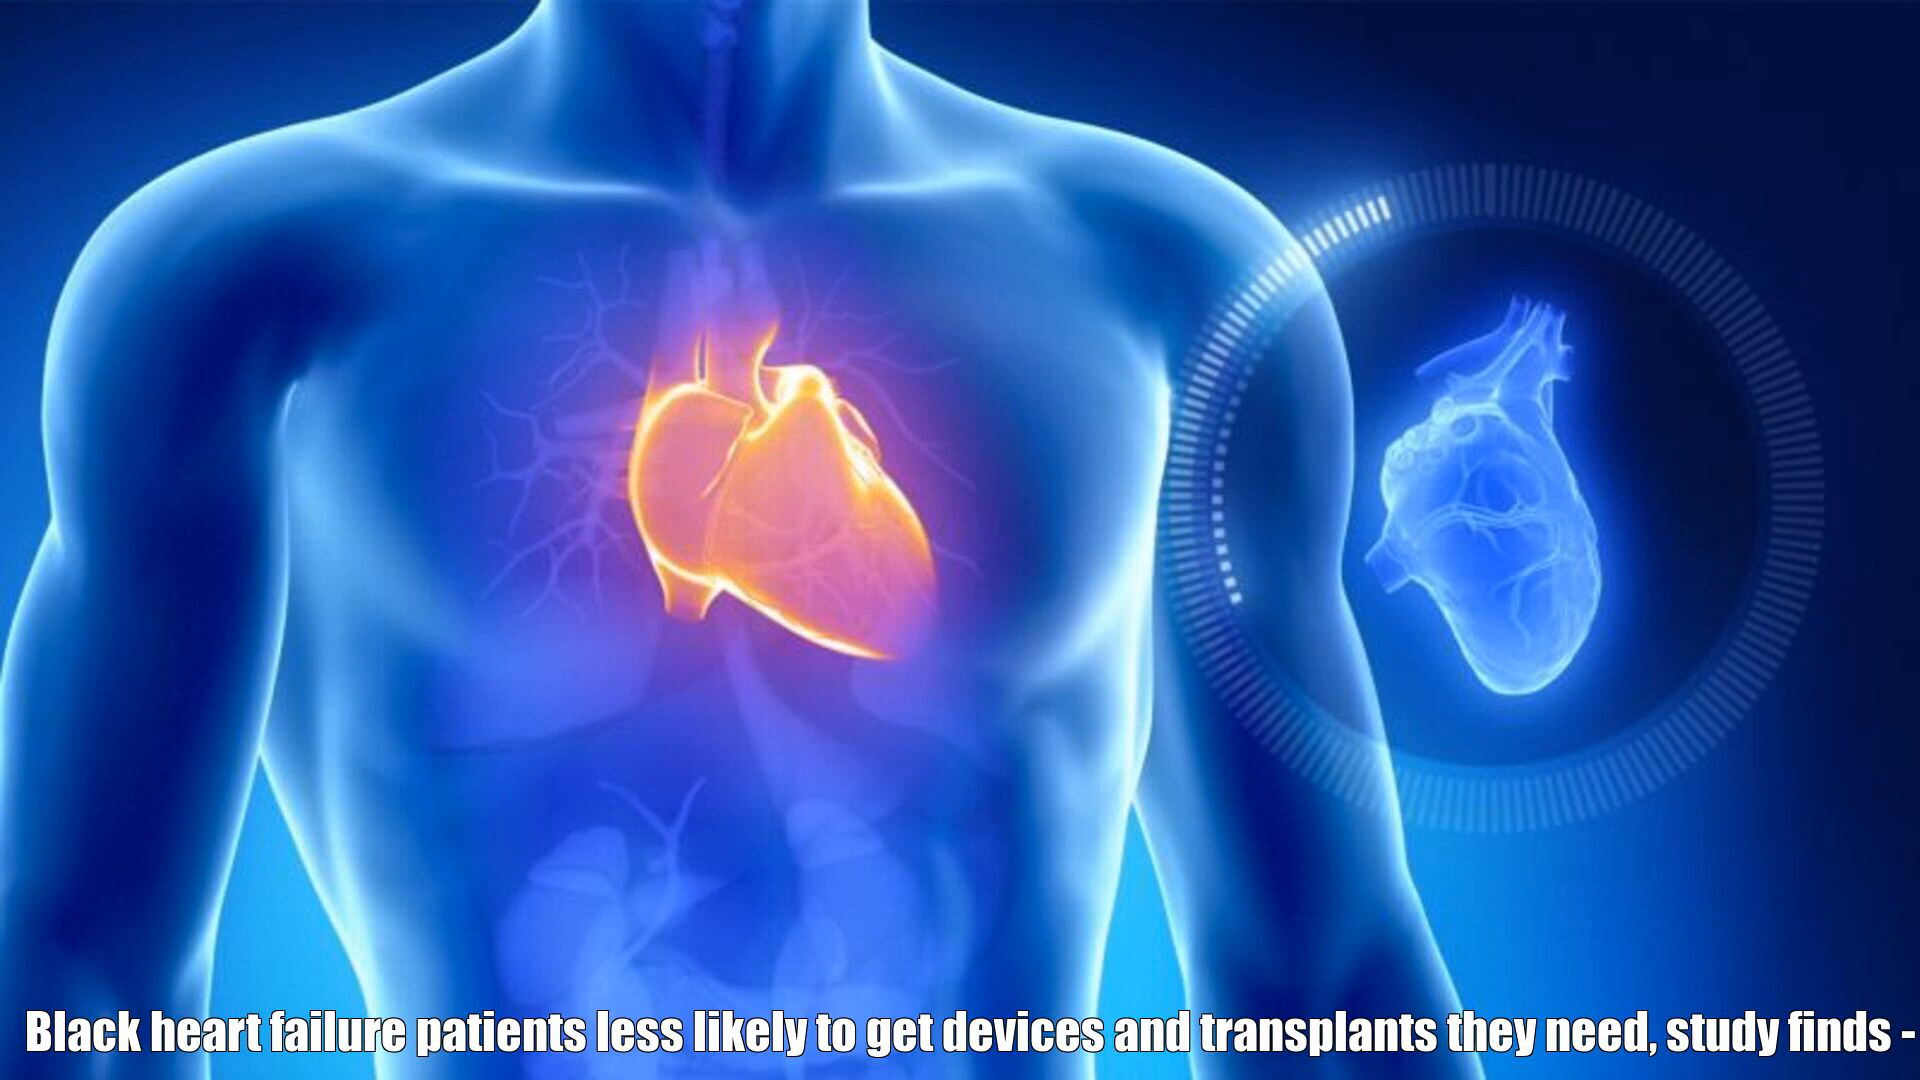 Black heart failure patients less likely to get devices and transplants they need, study finds -